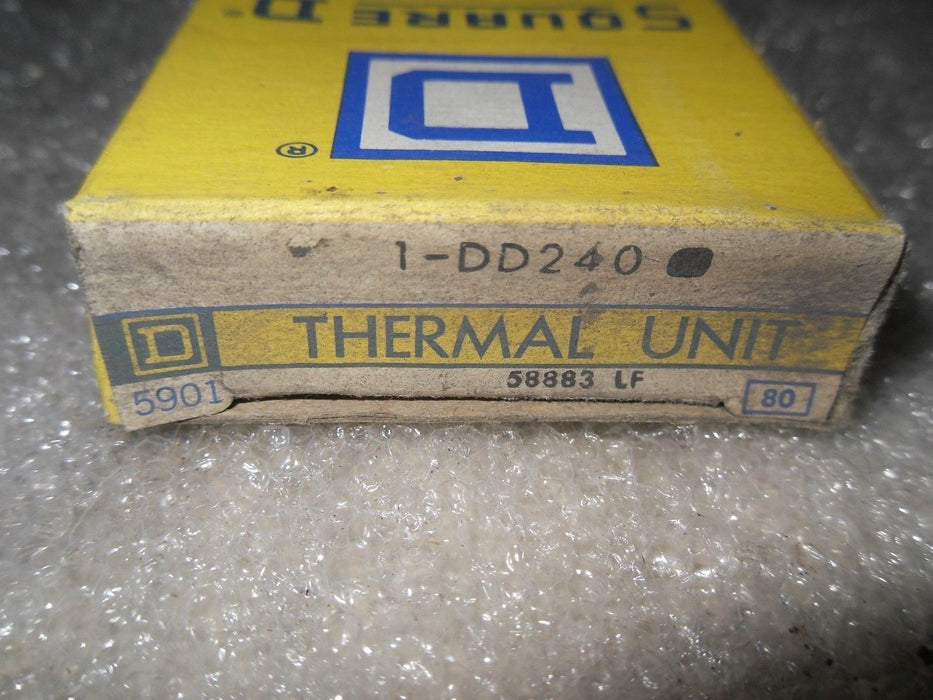 SQUARE D®
D
®
1-DD240
D THERMAL UNIT
58883 LF
5901
80